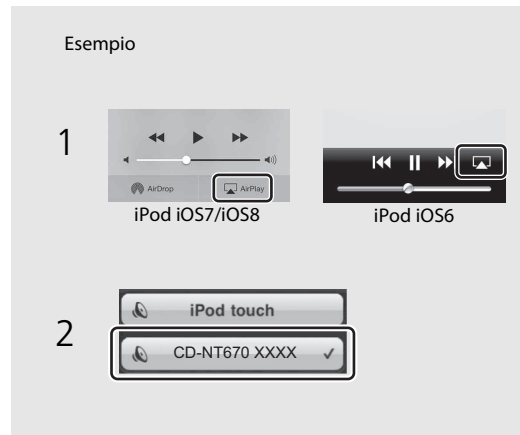 Esempio
1
AirDrop
AirPlay
iPod iOS7/iOS8
iPod iOS6
2
iPod touch
CD-NT670 XXXX